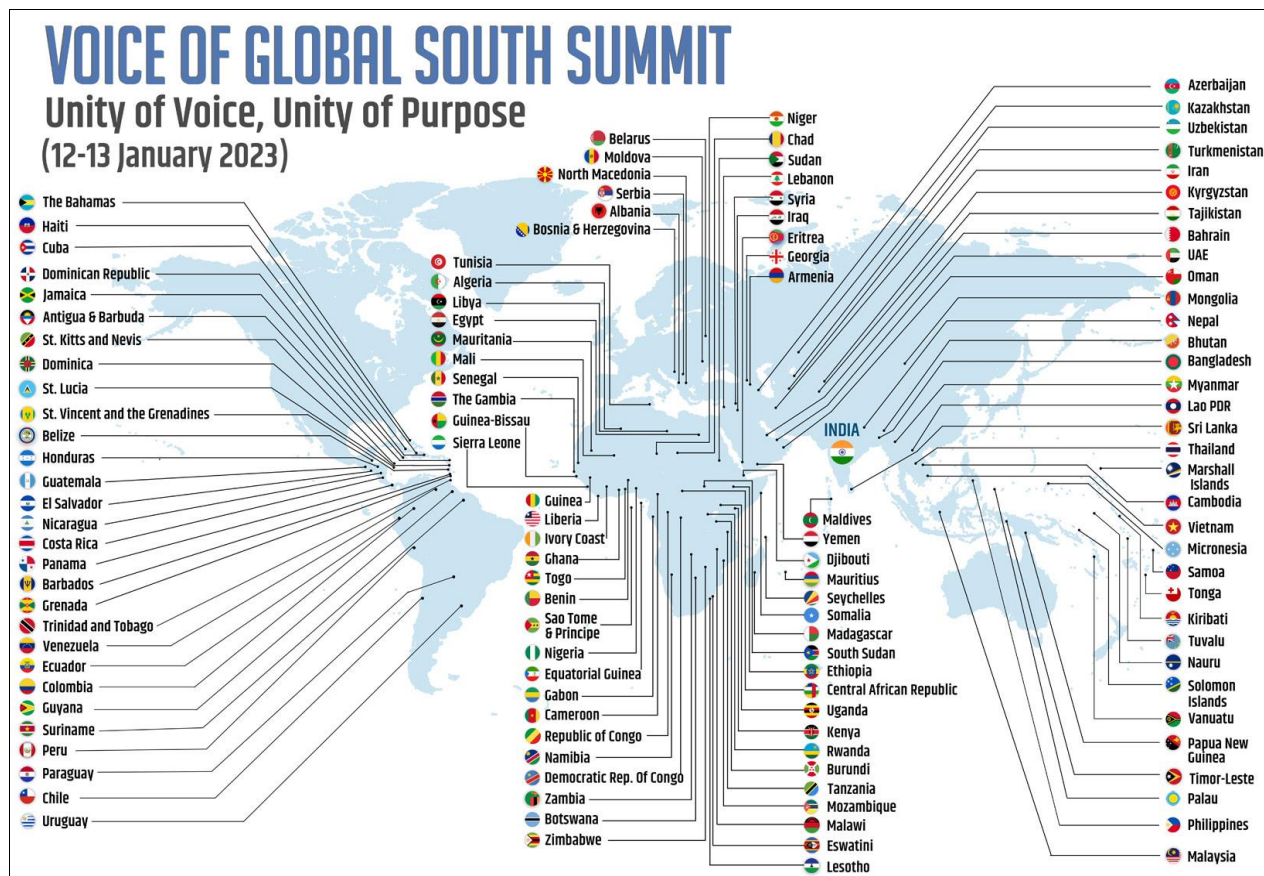 VOICE OF GLOBAL SOUTH SUMMIT
Unity of Voice, Unity of Purpose
(12-13 January 2023)
The Bahamas
Haiti
Cuba
Dominican Republic
Jamaica
Antigua & Barbuda
St. Kitts and Nevis
Dominica
St. Lucia
St. Vincent and the Grenadines
Belize
Honduras
Guatemala
El Salvador
Nicaragua
Costa Rica
Panama
Barbados
Grenada
Trinidad and Tobago
Venezuela
Ecuador
Colombia
Guyana
Suriname
Peru
Paraguay
Chile
Uruguay
Belarus
Moldova
North Macedonia
Serbia
Albania
Bosnia & Herzegovina
Tunisia
Algeria
Libya
Egypt
Mauritania
Mali
Senegal
The Gambia
Guinea-Bissau
Sierra Leone
Guinea
Liberia
Ivory Coast
Ghana
Togo
Benin
Sao Tome
& Principe
Nigeria
Equatorial Guinea
Gabon
Cameroon
Republic of Congo
Namibia
Democratic Rep. Of Congo
Zambia
Botswana
Zimbabwe
Niger
Chad
Sudan
Lebanon
Syria
Iraq
Eritrea
Georgia
Armenia
INDIA
Maldives
Yemen
Djibouti
Mauritius
Seychelles
Somalia
Madagascar
South Sudan
Ethiopia
Central African Republic
Uganda
Kenya
Rwanda
Burundi
Tanzania
Mozambique
Malawi
Eswatini
Lesotho
Azerbaijan
Kazakhstan
Uzbekistan
Turkmenistan
Iran
Kyrgyzstan
Tajikistan
Bahrain
UAE
Oman
Mongolia
Nepal
Bhutan
Bangladesh
Myanmar
Lao PDR
Sri Lanka
Thailand
Marshall
Islands
Cambodia
Vietnam
Micronesia
Samoa
Tonga
Kiribati
Tuvalu
Nauru
Solomon
Islands
Vanuatu
Papua New
Guinea
Timor-Leste
Palau
Philippines
Malaysia